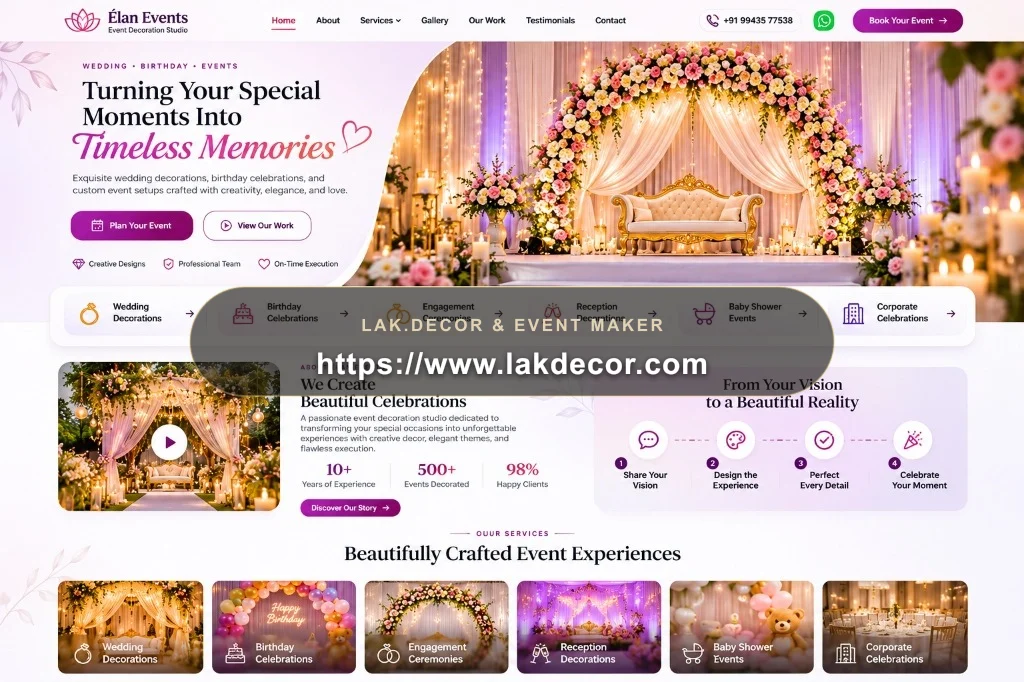 Élan Events
Event Decoration Studio
Home
About
Services
Gallery
Our Work
Testimonials
Contact
+91 99435 77538
Book Your Event
WEDDING • BIRTHDAY • EVENTS
Turning Your Special
Moments Into
Timeless Memories
Exquisite wedding decorations, birthday celebrations, and
custom event setups crafted with creativity, elegance, and love.
Plan Your Event
View Our Work
Creative Designs
Professional Team
On-Time Execution
Wedding
Decorations
Birthday
Celebrations
Engagement
Ceremonies
Reception
Decorations
Baby Shower
Events
Corporate
Celebrations
LAK.DECOR & EVENT MAKER
https://www.lakdecor.com
We Create
Beautiful Celebrations
A passionate event decoration studio dedicated to
transforming your special occasions into unforgettable
experiences with creative decor, elegant themes, and
flawless execution.
10+
Years of Experience
500+
Events Decorated
98%
Happy Clients
Discover Our Story
From Your Vision
to a Beautiful Reality
1
Share Your
Vision
2
Design the
Experience
3
Perfect
Every Detail
4
Celebrate
Your Moment
OUUR SERVICES
Beautifully Crafted Event Experiences
Happy
Birthday
Wedding
Decorations
Birthday
Celebrations
Engagement
Ceremonies
Reception
Decorations
Baby Shower
Events
Corporate
Celebrations